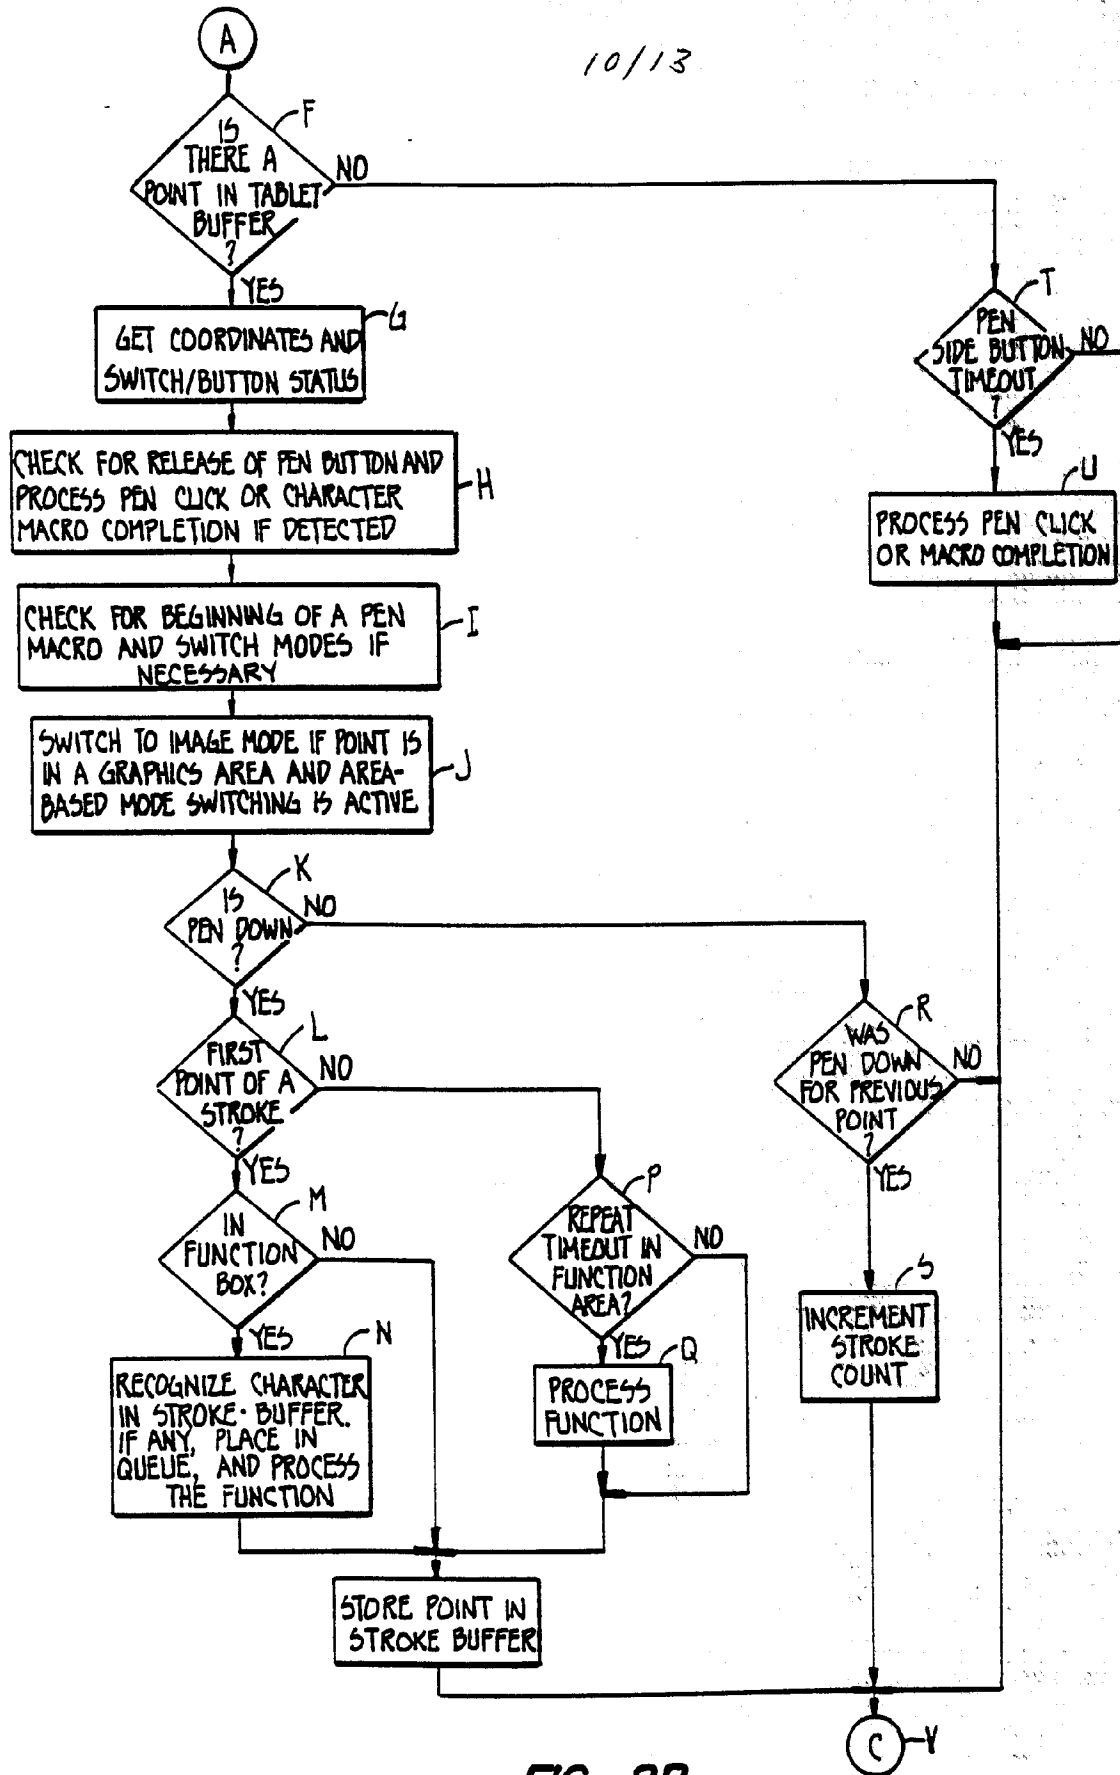 A
10/13
F
IS
THERE A
POINT IN TABLET
BUFFER
?
NO
YES
G
GET COORDINATES AND
SWITCH/BUTTON STATUS
T
PEN
SIDE BUTTON
TIMEOUT
?
NO
YES
H
CHECK FOR RELEASE OF PEN BUTTON AND
PROCESS PEN CLICK OR CHARACTER
MACRO COMPLETION IF DETECTED
U
PROCESS PEN CLICK
OR MACRO COMPLETION
I
CHECK FOR BEGINNING OF A PEN
MACRO AND SWITCH MODES IF
NECESSARY
J
SWITCH TO IMAGE MODE IF POINT IS
IN A GRAPHICS AREA AND AREA-
BASED MODE SWITCHING IS ACTIVE
K
IS
PEN DOWN
?
NO
YES
L
FIRST
POINT OF A
STROKE
?
NO
YES
R
WAS
PEN DOWN
FOR PREVIOUS
POINT
?
NO
YES
M
IN
FUNCTION
BOX?
NO
YES
P
REPEAT
TIMEOUT IN
FUNCTION
AREA?
NO
YES
S
INCREMENT
STROKE
COUNT
N
RECOGNIZE CHARACTER
IN STROKE-BUFFER.
IF ANY, PLACE IN
QUEUE, AND PROCESS
THE FUNCTION
Q
PROCESS
FUNCTION
STORE POINT IN
STROKE BUFFER
C
V